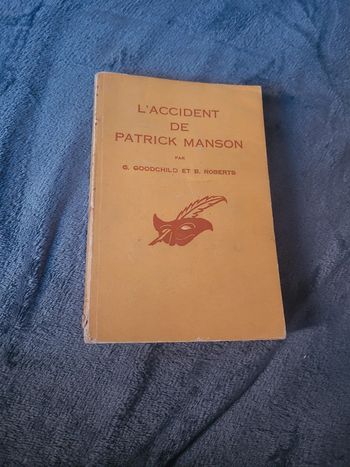 L'ACCIDENT
DE
PATRICK MANSON
PAR
G. GOODCHILD ET B. ROBERTS